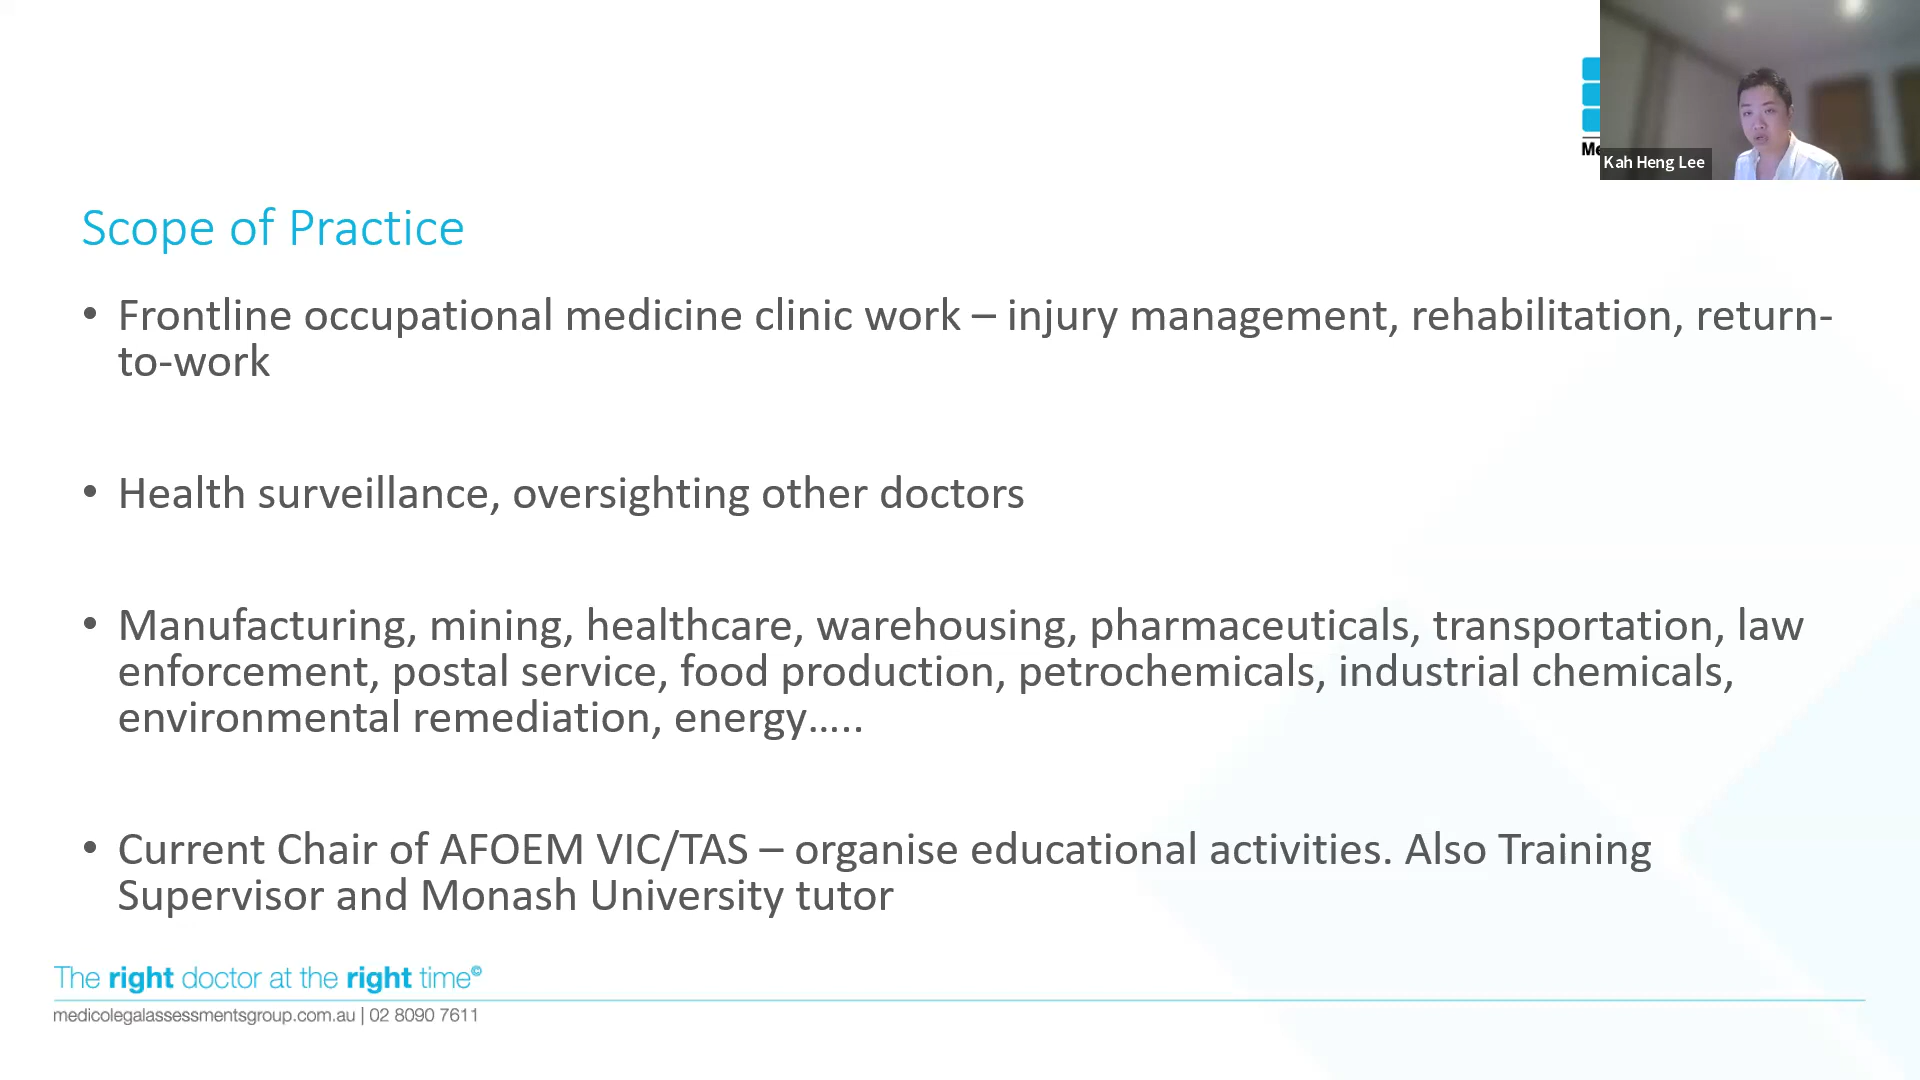 Me
Kah Heng Lee
Scope of Practice
• Frontline occupational medicine clinic work – injury management, rehabilitation, return-
to-work
• Health surveillance, oversighting other doctors
• Manufacturing, mining, healthcare, warehousing, pharmaceuticals, transportation, law
enforcement, postal service, food production, petrochemicals, industrial chemicals,
environmental remediation, energy.....
• Current Chair of AFOEM VIC/TAS – organise educational activities. Also Training
Supervisor and Monash University tutor
The right doctor at the right time©
medicolegalassessmentsgroup.com.au | 02 8090 7611